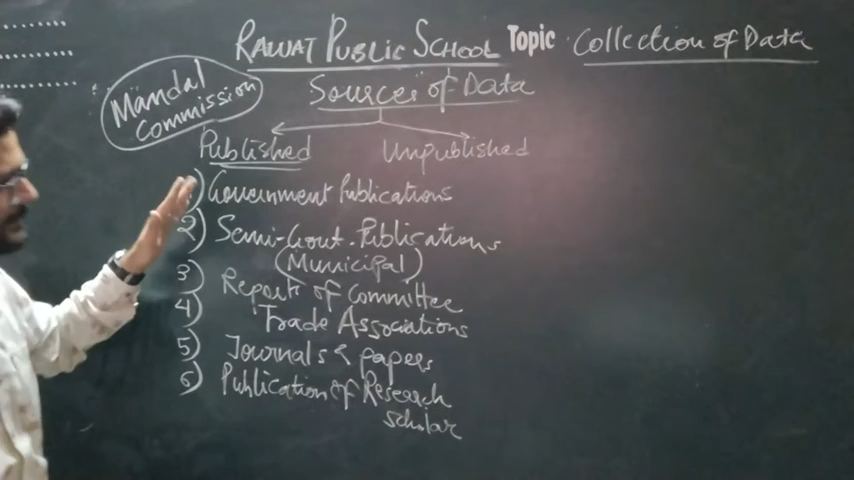 RAWAT PUBLIC SCHOOL Topic Collection of Data
Mandal
Commission
Sources of Data
Published Unpublished
1) Government Publications
2) Semi-Govt. Publications
(Municipal)
3) Report of Committee
4) Trade Associations
5) Journals & papers
6) Publication of Research
scholar